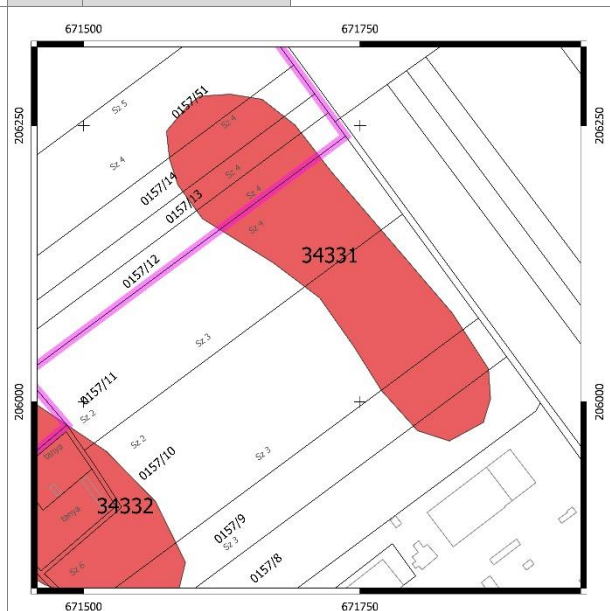 671500 671750
206250 206250
0157/51
Sz 5
Sz 4
Sz 4
Sz 4
0157/14
Sz 4
0157/13
Sz 4
34331
0157/12
Sz 3
206000 206000
0157/11
Sz 2
Sz 2
tanya
Sz 3
0157/10
34332
tanya
0157/9
Sz 3
Sz 6
0157/8
671500 671750